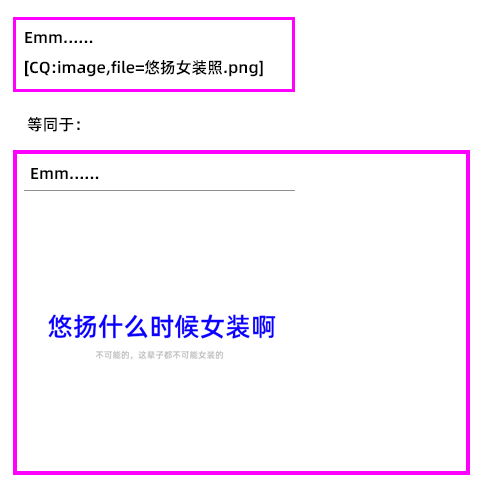 Emm......
[CQ:image,file=悠扬女装照.png]
等同于：
Emm......
悠扬什么时候女装啊
不可能的，这辈子都不可能女装的